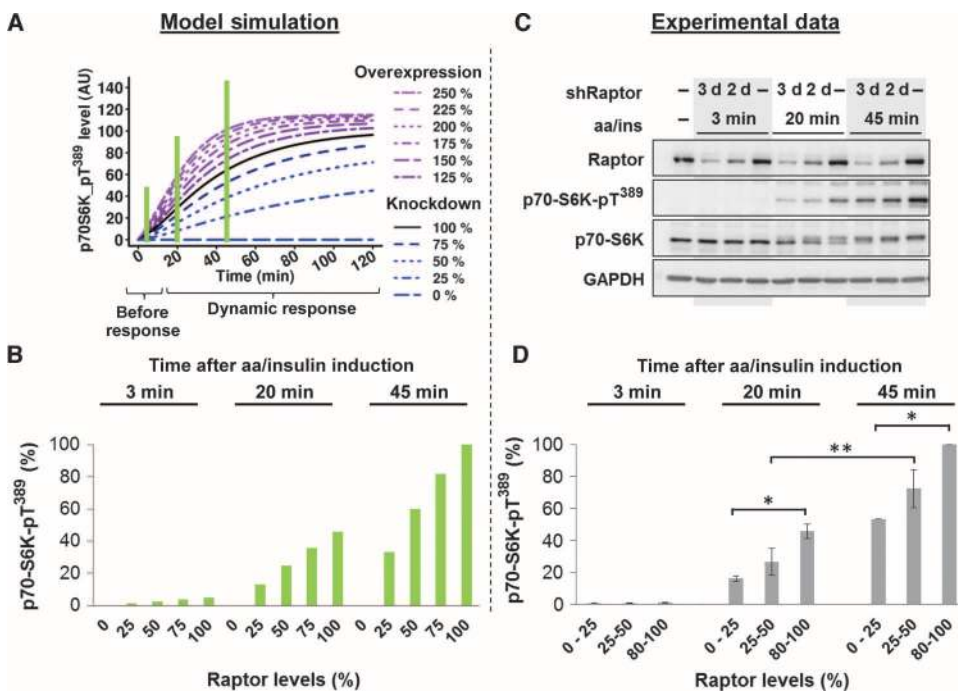 A
Model simulation
p70S6K_pT389 level (AU)
140
120
100
80
60
40
20
0
0 20 40 60 80 100 120
Time (min)
Before response
Dynamic response
Overexpression
250 %
225 %
200 %
175 %
150 %
125 %
Knockdown
100 %
75 %
50 %
25 %
0 %
C
Experimental data
shRaptor – 3 d 2 d – 3 d 2 d – 3 d 2 d –
aa/ins – 3 min 20 min 45 min
Raptor
p70-S6K-pT389
p70-S6K
GAPDH
B
Time after aa/insulin induction
3 min 20 min 45 min
p70-S6K-pT389 (%)
100
80
60
40
20
0
0 25 50 75 100 0 25 50 75 100 0 25 50 75 100
Raptor levels (%)
D
Time after aa/insulin induction
3 min 20 min 45 min
p70-S6K-pT389 (%)
100
80
60
40
20
0
*
**
*
0 - 25 25-50 80-100 0 - 25 25-50 80-100 0 - 25 25-50 80-100
Raptor levels (%)